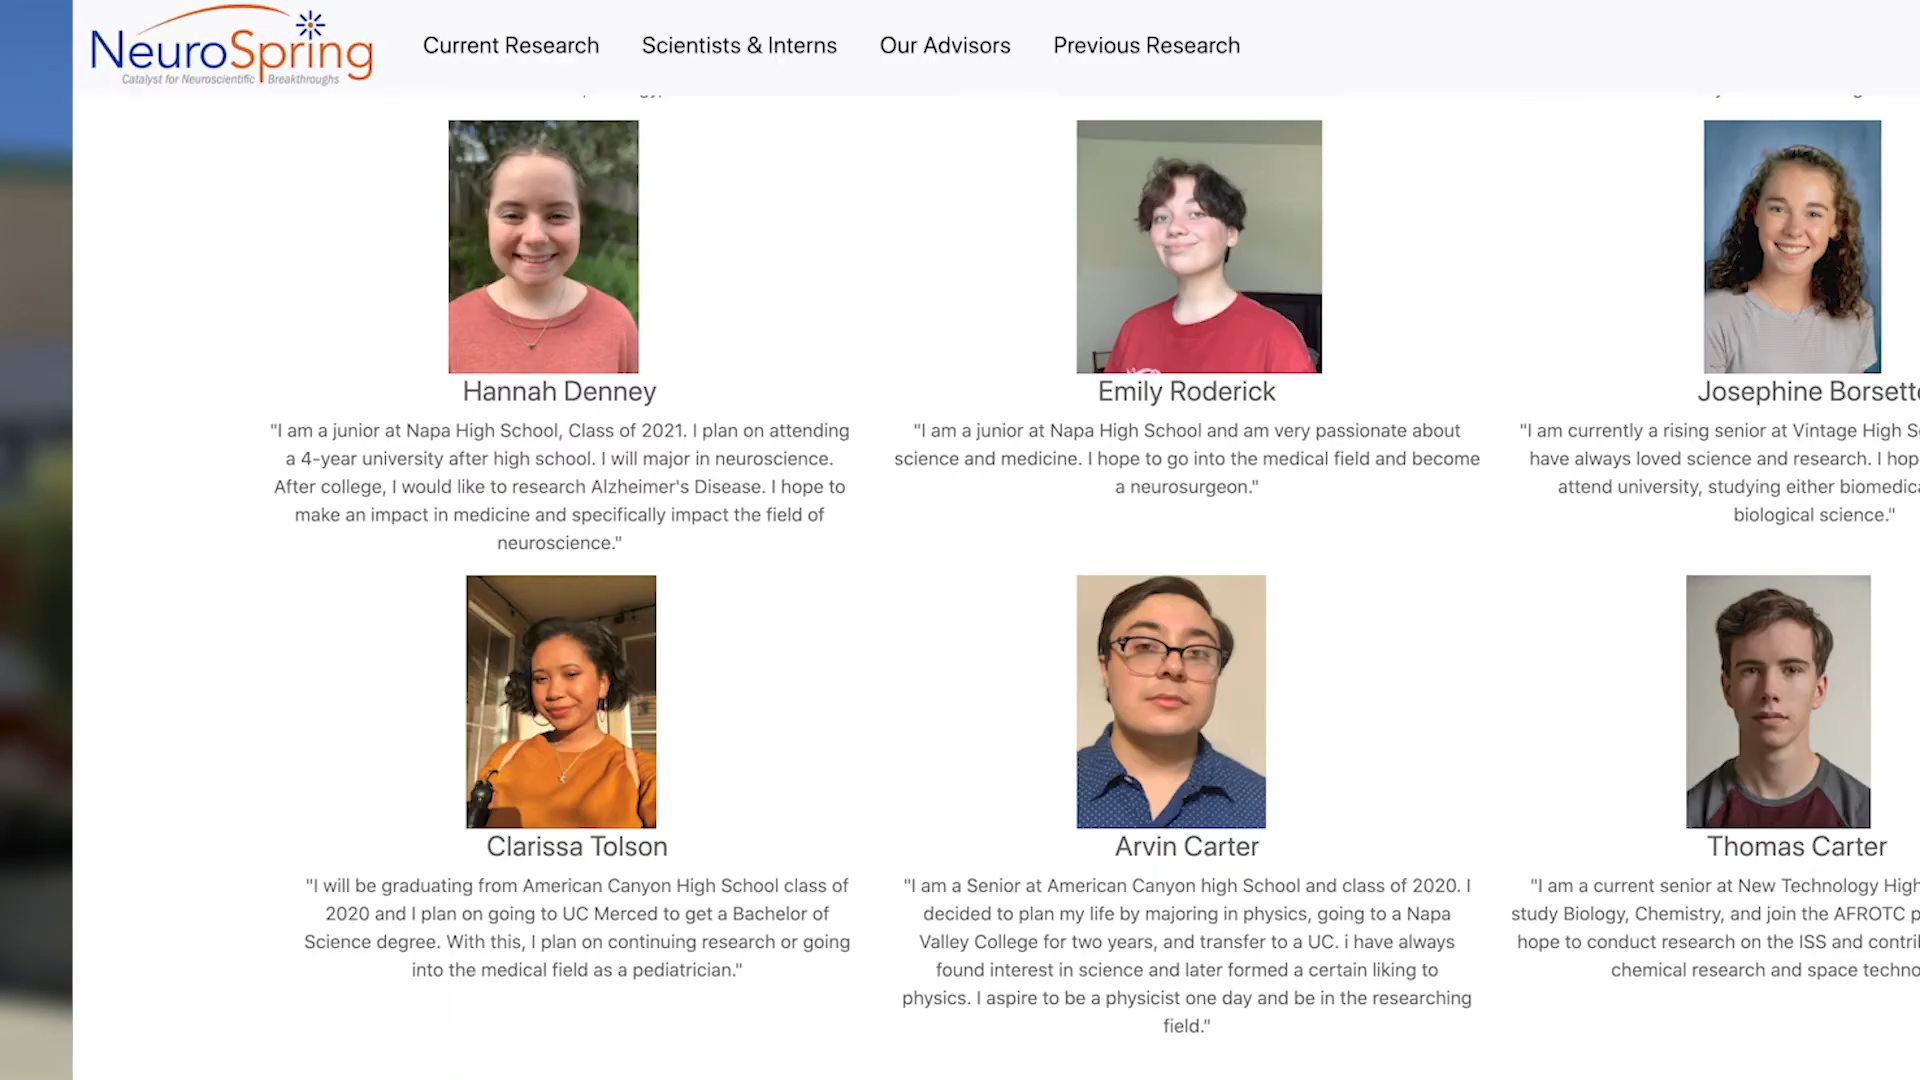 NeuroSpring
Catalyst for Neuroscientific Breakthroughs
Current Research
Scientists & Interns
Our Advisors
Previous Research
Hannah Denney
"I am a junior at Napa High School, Class of 2021. I plan on attending
a 4-year university after high school. I will major in neuroscience.
After college, I would like to research Alzheimer's Disease. I hope to
make an impact in medicine and specifically impact the field of
neuroscience."
Emily Roderick
"I am a junior at Napa High School and am very passionate about
science and medicine. I hope to go into the medical field and become
a neurosurgeon."
Josephine
"I am currently a rising senior at Vintage High
have always loved science and research. I
attend university, studying either
biological science."
Clarissa Tolson
"I will be graduating from American Canyon High School class of
2020 and I plan on going to UC Merced to get a Bachelor of
Science degree. With this, I plan on continuing research or going
into the medical field as a pediatrician."
Arvin Carter
"I am a Senior at American Canyon high School and class of 2020. I
decided to plan my life by majoring in physics, going to a Napa
Valley College for two years, and transfer to a UC. i have always
found interest in science and later formed a certain liking to
physics. I aspire to be a physicist one day and be in the researching
field."
Thomas Carter
"I am a current senior at New Technology High
study Biology, Chemistry, and join the AFROTC
hope to conduct research on the ISS and
chemical research and space